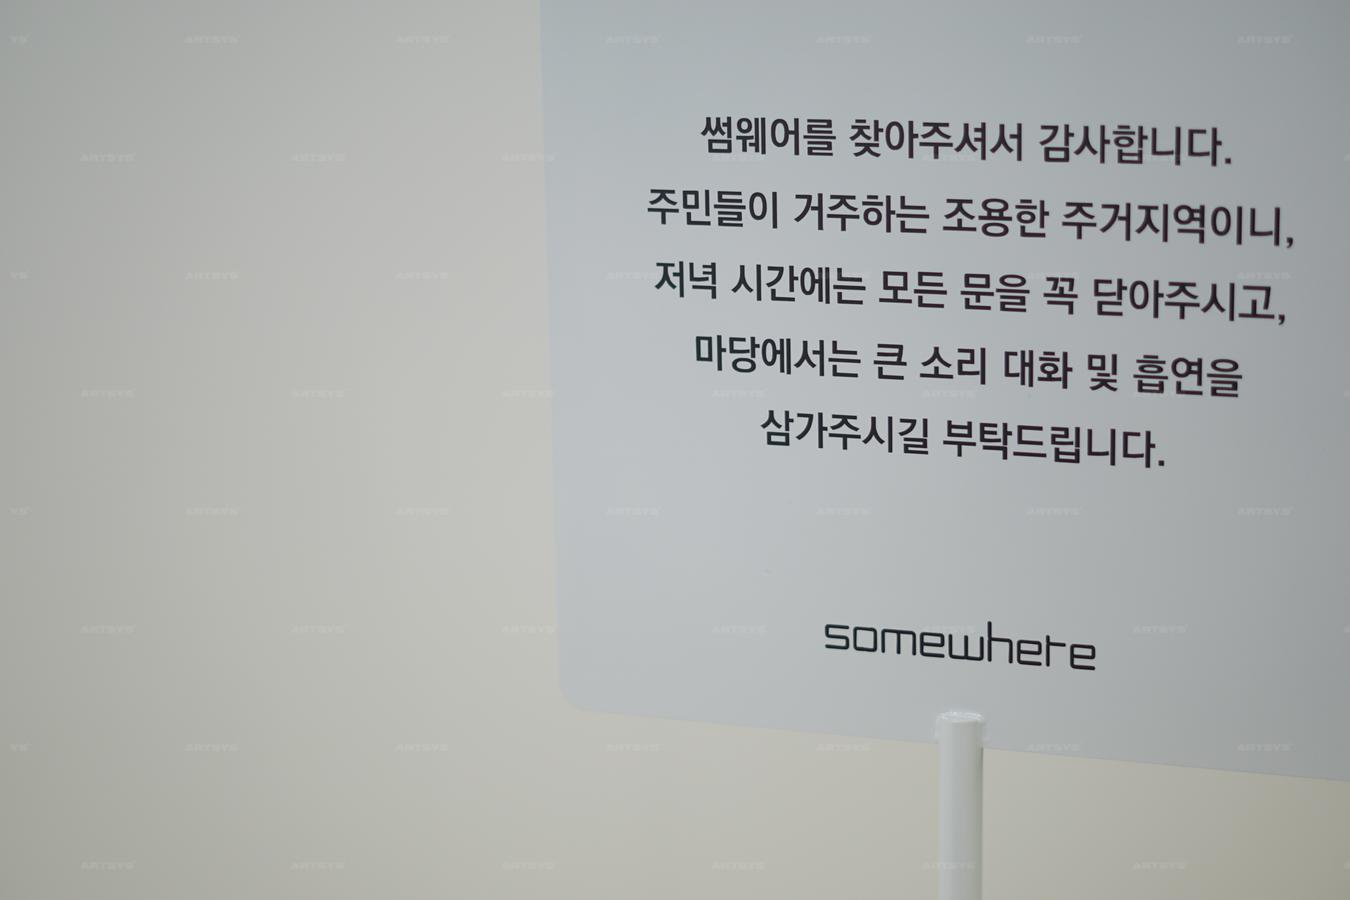 썸웨어를 찾아주셔서 감사합니다.
주민들이 거주하는 조용한 주거지역이니,
저녁 시간에는 모든 문을 꼭 닫아주시고,
마당에서는 큰 소리 대화 및 흡연을
삼가주시길 부탁드립니다.
somewhere
ARTSYS